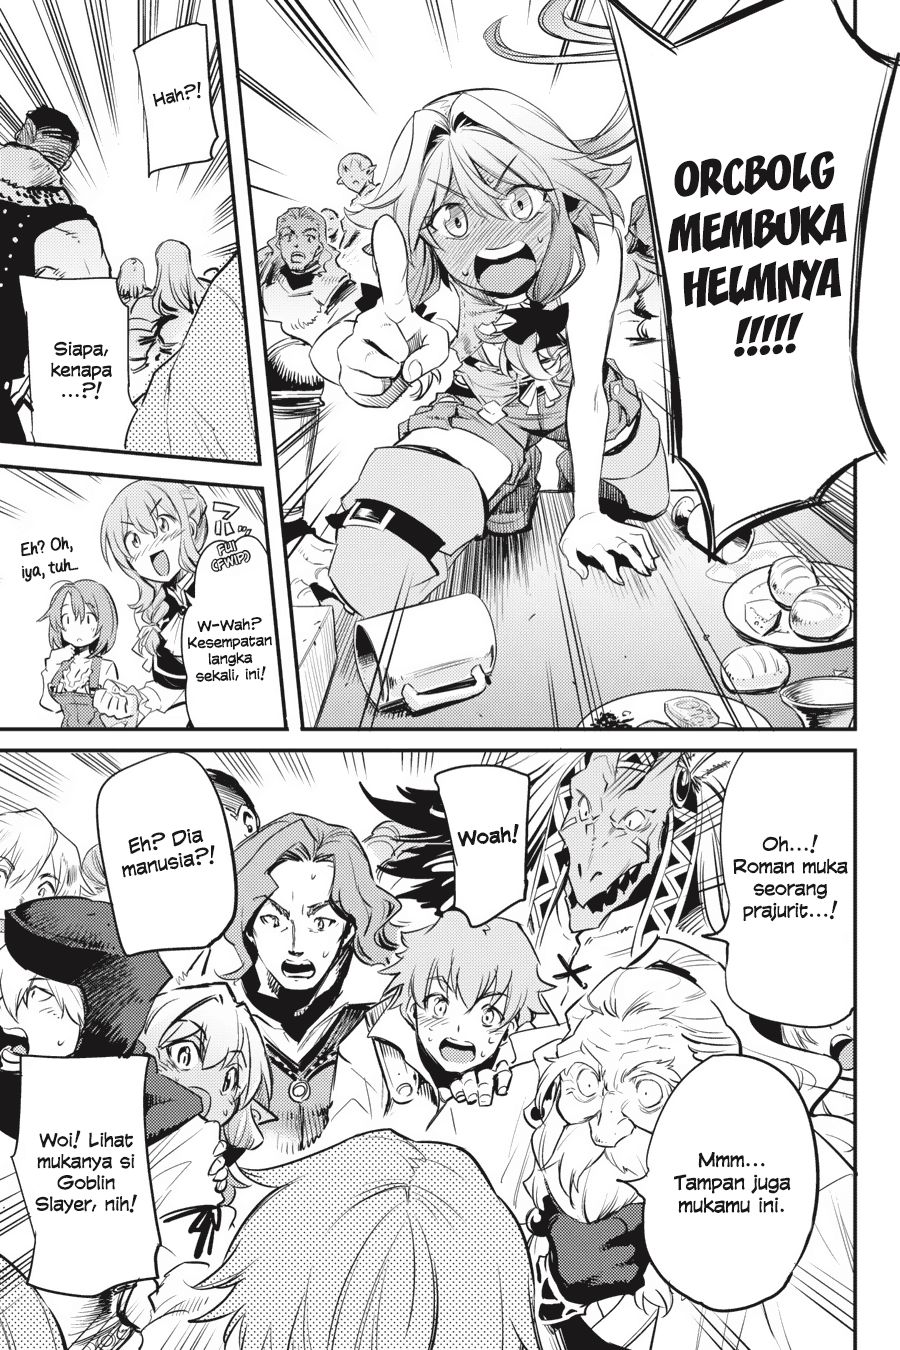 ORCBOLG
MEMBUKA
HELMNYA
!!!!!
Hah?!
Siapa,
kenapa
...?!
FLI
(FWIP)
W-Wah?
Kesempatan
langka
sekali, ini!
Eh? Oh,
iya, tuh...
Oh...!
Roman muka
seorang
prajurit...!
Woah!
Eh? Dia
manusia?!
Mmm...
Tampan juga
mukamu ini.
Woi! Lihat
mukanya si
Goblin
Slayer, nih!